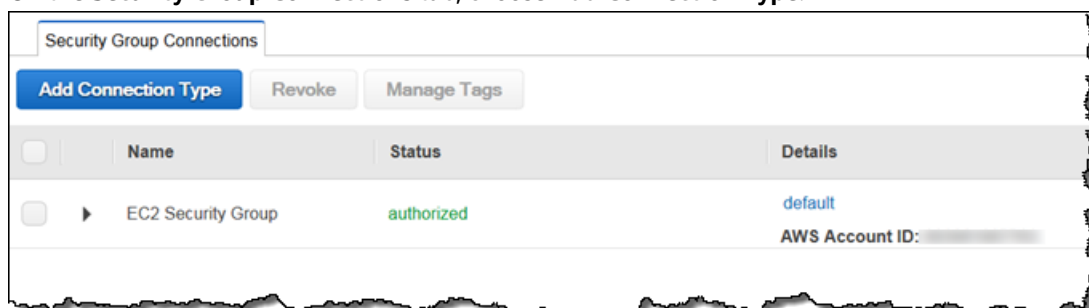 Security Group Connections
Add Connection Type Revoke Manage Tags
Name Status Details
EC2 Security Group authorized default
AWS Account ID: